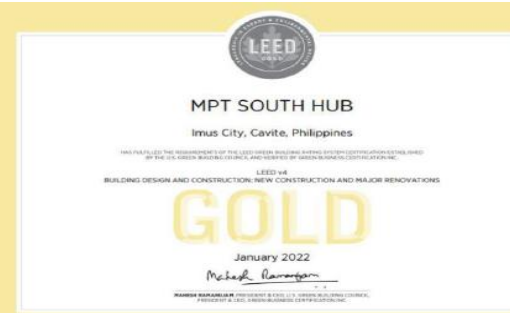 LEED
USGBC
MPT SOUTH HUB
Imus City, Cavite, Philippines
HAS FULFILLED THE REQUIREMENTS OF THE LEED GREEN BUILDING RATING SYSTEM CERTIFICATION ESTABLISHED
BY THE U.S. GREEN BUILDING COUNCIL AND VERIFIED BY GREEN BUSINESS CERTIFICATION INC.
LEED v4
BUILDING DESIGN AND CONSTRUCTION: NEW CONSTRUCTION AND MAJOR RENOVATIONS
GOLD
January 2022
Mahesh Ramanujam
MAHESH RAMANUJAM, PRESIDENT & CEO, U.S. GREEN BUILDING COUNCIL
PRESIDENT & CEO, GREEN BUSINESS CERTIFICATION INC.